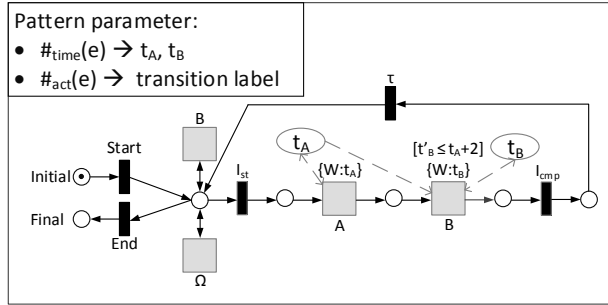 Pattern parameter:
• #time(e) → tA, tB
• #act(e) → transition label
τ
B
Start
tA
[t'B ≤ tA+2]
tB
Initial
Ist
{W:tA}
{W:tB}
Icmp
Final
End
A
B
Ω